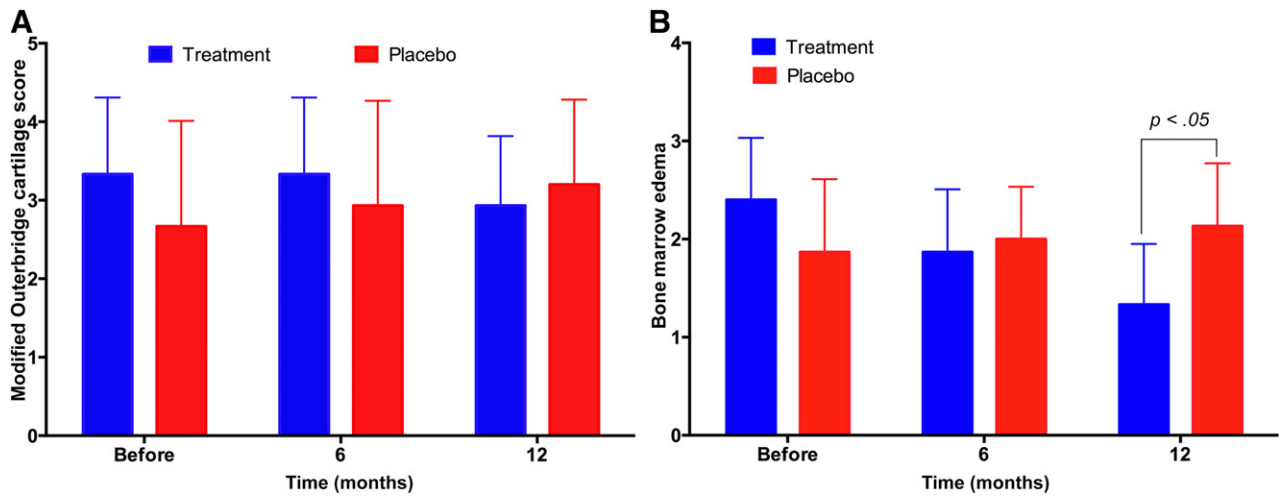 A
Modified Outerbridge cartilage score
5
4
3
2
1
0
Treatment
Placebo
Before
6
12
Time (months)
B
Bone marrow edema
4
3
2
1
0
Treatment
Placebo
p < .05
Before
6
12
Time (months)